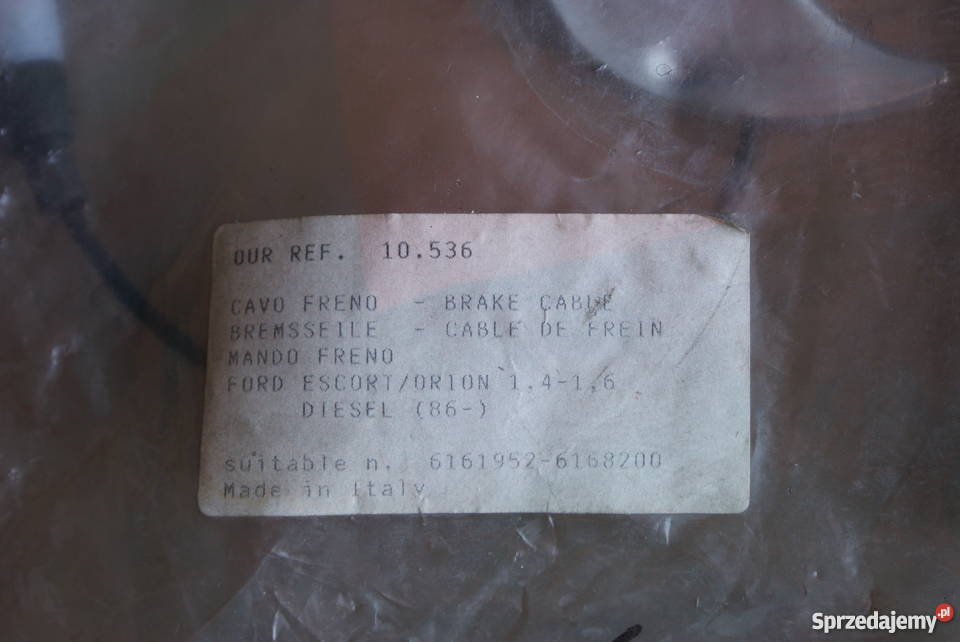 OUR REF. 10.536
CAVO FRENO - BRAKE CABLE
BREMSSEILE - CABLE DE FREIN
MANDO FRENO
FORD ESCORT/ORION 1,4-1,6
DIESEL (86-)
suitable n. 6161952-6168200
Made in Italy
Sprzedajemy.pl